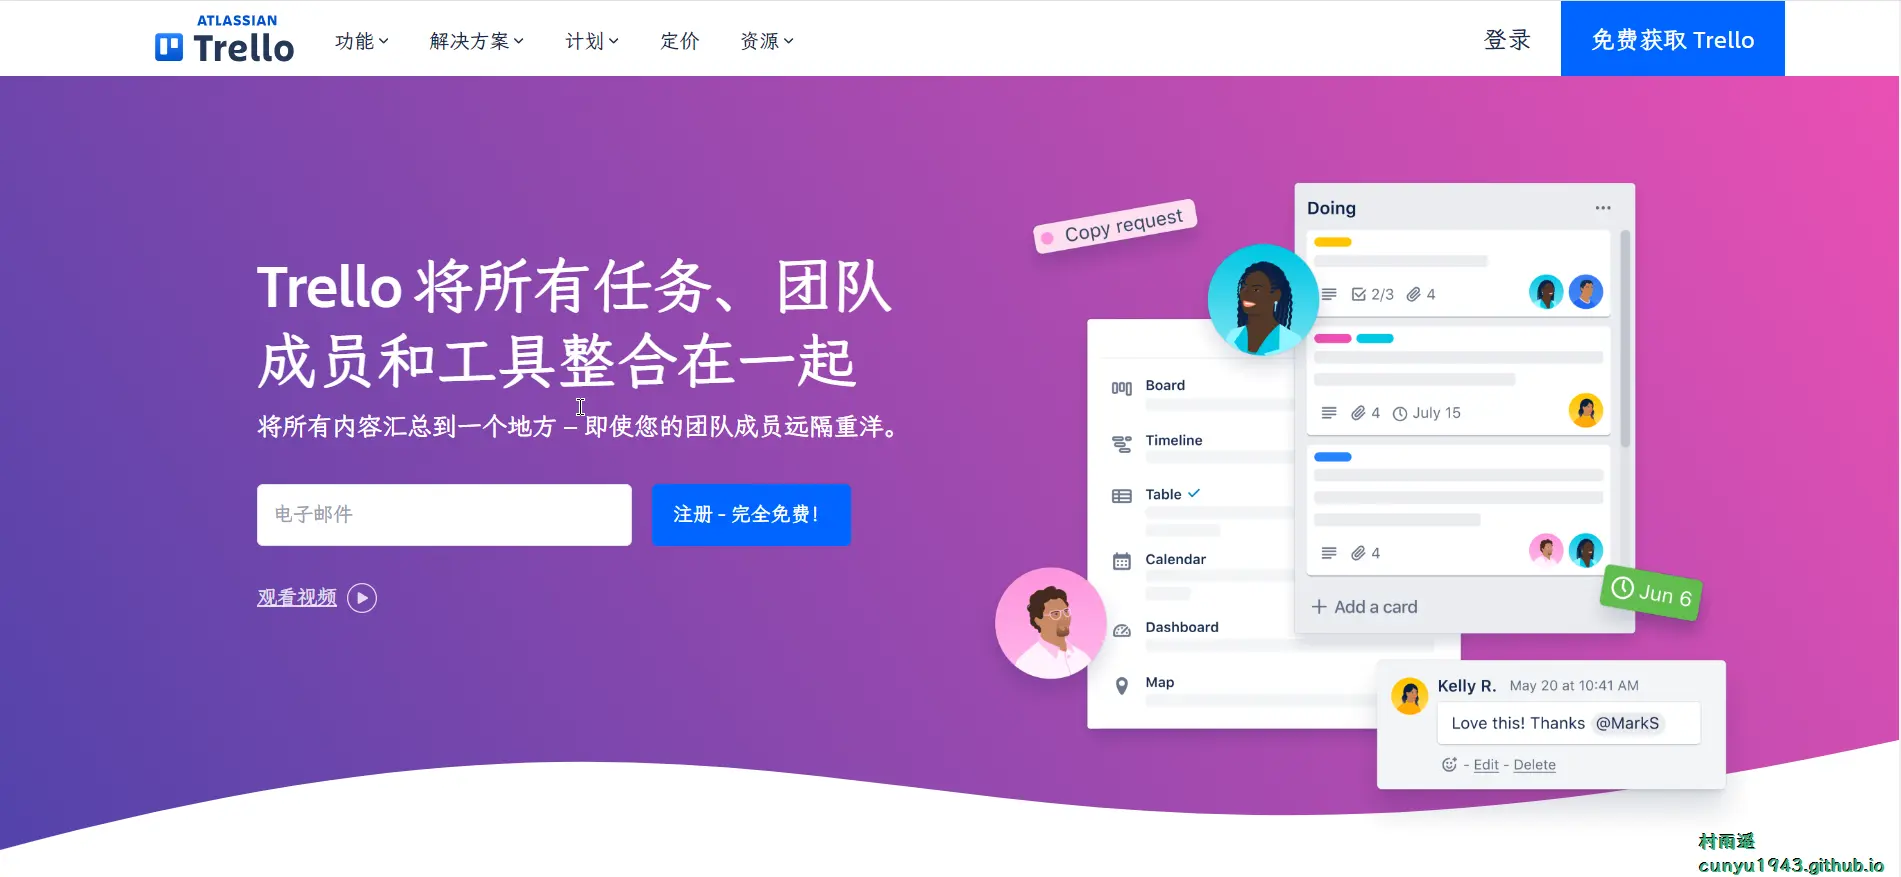 ATLASSIAN
Trello
功能
解决方案
计划
定价
资源
登录
免费获取 Trello
Trello 将所有任务、团队
成员和工具整合在一起
将所有内容汇总到一个地方 – 即使您的团队成员远隔重洋。
电子邮件
注册 – 完全免费！
观看视频
Copy request
Doing
2/3
4
4
July 15
4
Add a card
Jun 6
Board
Timeline
Table
Calendar
Dashboard
Map
Kelly R. May 20 at 10:41 AM
Love this! Thanks @MarkS
- Edit - Delete
村雨遥
cunyu1943.github.io